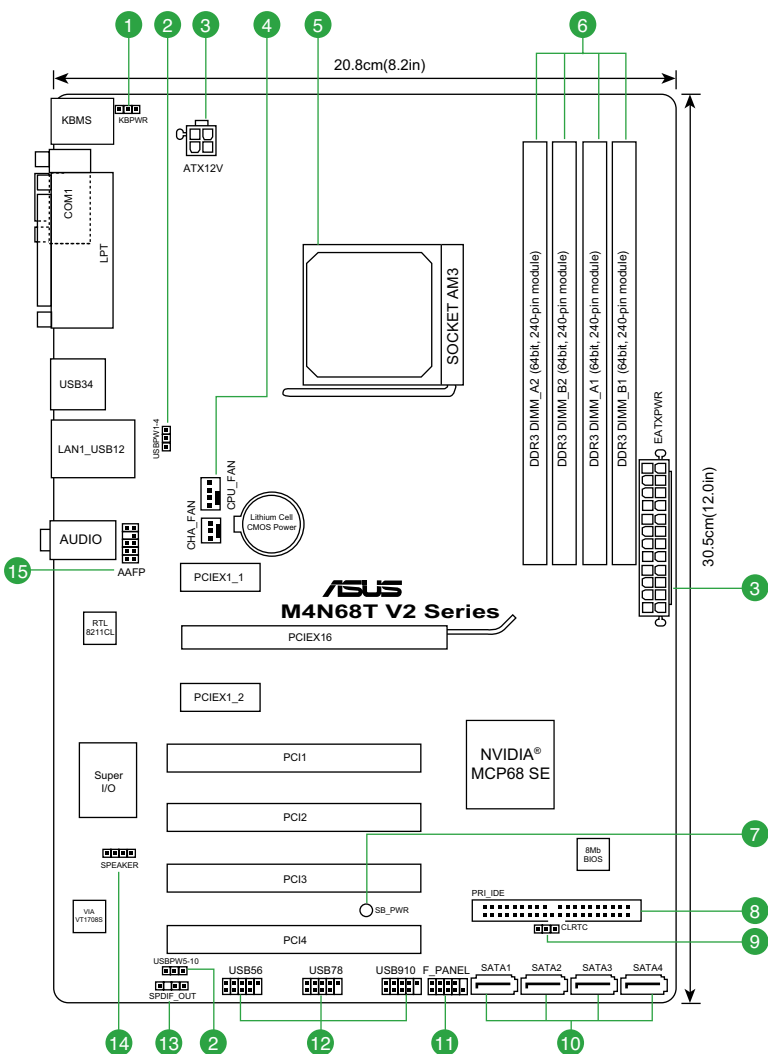 1 2 3 4 5 6
20.8cm(8.2in)
KBMS
KBPWR
ATX12V
COM1
LPT
SOCKET AM3
DDR3 DIMM_A2 (64bit, 240-pin module)
DDR3 DIMM_B2 (64bit, 240-pin module)
DDR3 DIMM_A1 (64bit, 240-pin module)
DDR3 DIMM_B1 (64bit, 240-pin module)
EATXPWR
30.5cm(12.0in)
USB34
USBPW1-4
LAN1_USB12
CPU_FAN
CHA_FAN
Lithium Cell
CMOS Power
AUDIO
15
AAFP
3
PCIEX1_1
ASUS
M4N68T V2 Series
RTL
8211CL
PCIEX16
PCIEX1_2
NVIDIA®
MCP68 SE
Super
I/O
PCI1
PCI2
7
8Mb
BIOS
SPEAKER
PCI3
PRI_IDE
SB_PWR
8
VIA
VT1708S
CLRTC
9
PCI4
USBPW5-10
USB56
USB78
USB910
F_PANEL
SATA1
SATA2
SATA3
SATA4
SPDIF_OUT
14 13 2 12 11 10